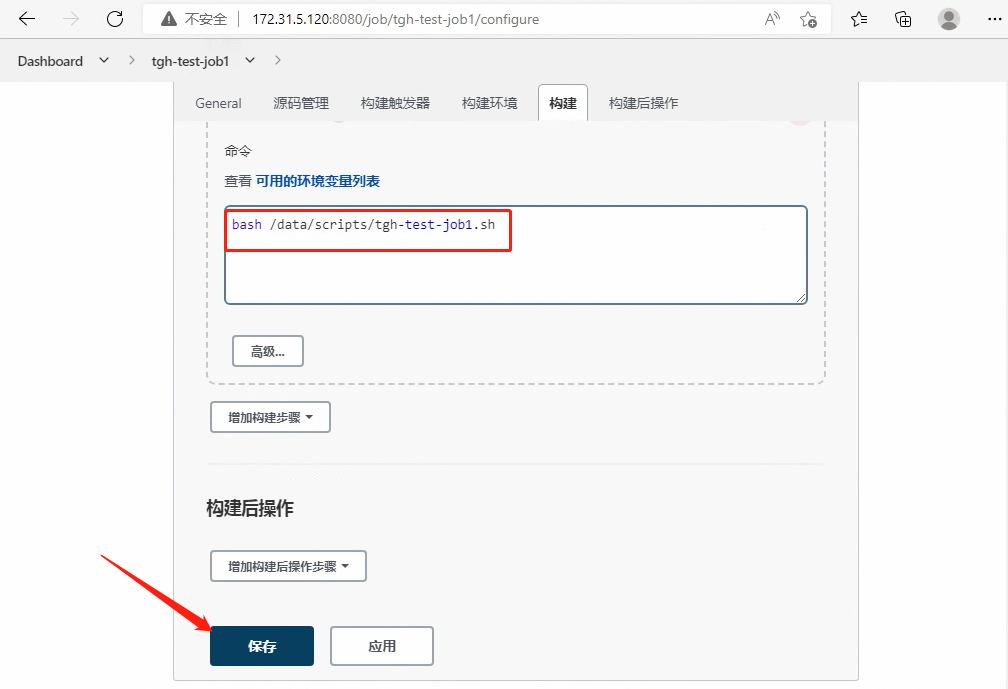 不安全 172.31.5.120:8080/job/tgh-test-job1/configure
Dashboard tgh-test-job1
General 源码管理 构建触发器 构建环境 构建 构建后操作
命令
查看 可用的环境变量列表
bash /data/scripts/tgh-test-job1.sh
高级...
增加构建步骤
构建后操作
增加构建后操作步骤
保存 应用